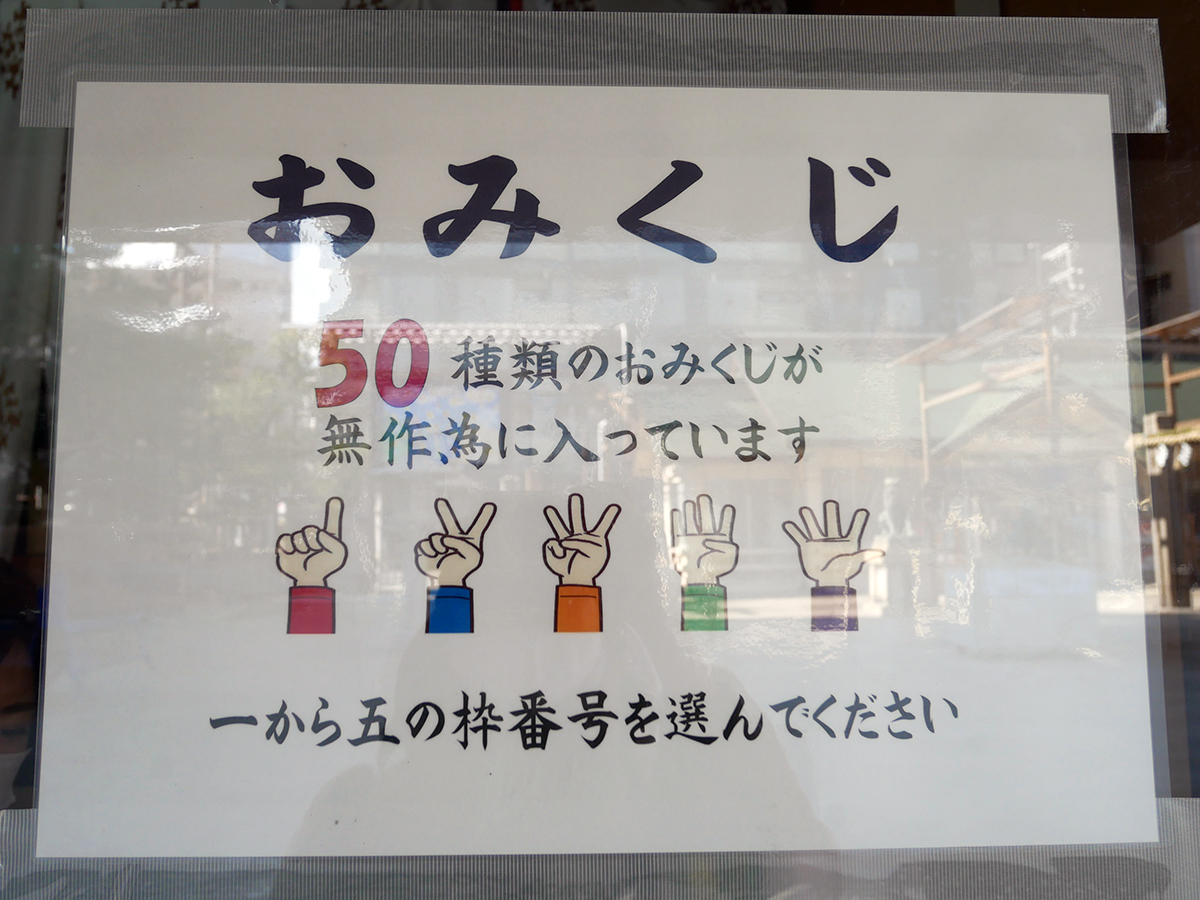 おみくじ
50種類のおみくじが
無作為に入っています
一から五の枠番号を選んでください